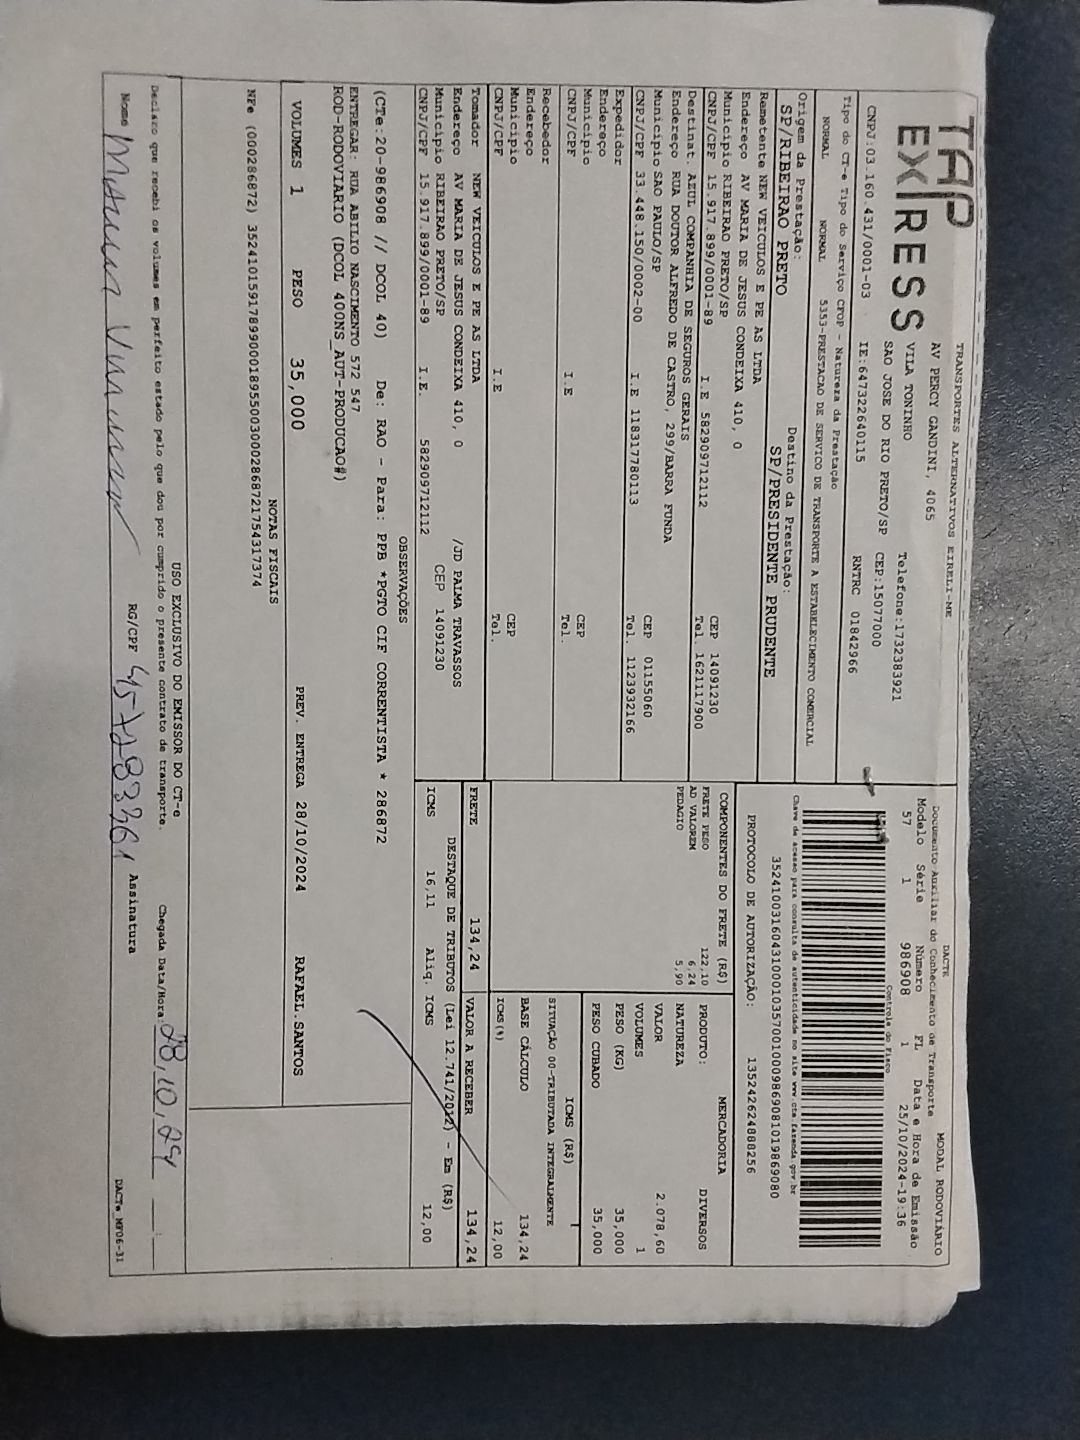 TAP
EXPRESS
TRANSPORTES ALTERNATIVOS EIRELI-ME
AV PERCY GANDINI, 4065
VILA TONINHO Telefone:1732383921
SAO JOSE DO RIO PRETO/SP CEP:15077000
CNPJ:03.160.431/0001-03 IE:647322640115 RNTRC 01842966
DACTE MODAL RODOVIÁRIO
Documento Auxiliar do Conhecimento de Transporte
Modelo Série Número FL Data e Hora de Emissão
57 1 986908 1 25/10/2024-19:36
Controle do Fisco
Chave de acesso para consulta de autenticidade no site www.cte.fazenda.gov.br
35241003160431000103570010009869081019869080
PROTOCOLO DE AUTORIZAÇÃO: 135242624888256
Tipo do CT-e Tipo do Serviço CFOP - Natureza da Prestação
NORMAL NORMAL 5353-PRESTACAO DE SERVICO DE TRANSPORTE A ESTABELECIMENTO COMERCIAL
Origem da Prestação: Destino da Prestação:
SP/RIBEIRAO PRETO SP/PRESIDENTE PRUDENTE
Remetente NEW VEICULOS E PE AS LTDA
Endereço AV MARIA DE JESUS CONDEIXA 410, 0
Município RIBEIRAO PRETO/SP CEP 14091230
CNPJ/CPF 15.917.899/0001-89 I.E 582909712112 Tel. 1621117900
Destinat. AZUL COMPANHIA DE SEGUROS GERAIS
Endereço RUA DOUTOR ALFREDO DE CASTRO, 299/BARRA FUNDA
Município SAO PAULO/SP CEP 01155060
CNPJ/CPF 33.448.150/0002-00 I.E 118317780113 Tel. 1123932166
Expedidor
Endereço
Município CEP
CNPJ/CPF I.E Tel.
Recebedor
Endereço
Município CEP
CNPJ/CPF I.E Tel.
Tomador NEW VEICULOS E PE AS LTDA
Endereço AV MARIA DE JESUS CONDEIXA 410, 0 /JD PALMA TRAVASSOS
Município RIBEIRAO PRETO/SP CEP 14091230
CNPJ/CPF 15.917.899/0001-89 I.E. 582909712112
COMPONENTES DO FRETE (R$)
FRETE PESO 122,10
AD VALOREM 6,24
PEDAGIO 5,90
PRODUTO: MERCADORIA
NATUREZA DIVERSOS
VALOR 2.078,60
VOLUMES 1
PESO (KG) 35,000
PESO CUBADO 35,000
ICMS (R$)
SITUAÇÃO 00-TRIBUTADA INTEGRALMENTE
BASE CÁLCULO 134,24
ICMS(%) 12,00
FRETE 134,24 VALOR A RECEBER 134,24
DESTAQUE DE TRIBUTOS (Lei 12.741/2012) - Em (R$)
ICMS 16,11 Aliq. ICMS 12,00
OBSERVAÇÕES
(CTe:20-986908 // DCOL 40) De: RAO - Para: PPB *PGTO CIF CORRENTISTA * 286872
ENTREGAR: RUA ABILIO NASCIMENTO 572 547
ROD-RODOVIARIO (DCOL 400NS_AUT-PRODUCAO#)
VOLUMES 1 PESO 35,000 PREV. ENTREGA 28/10/2024 RAFAEL.SANTOS
NOTAS FISCAIS
NFe (000286872) 35241015917899000189550030002868721754317374
USO EXCLUSIVO DO EMISSOR DO CT-e
Declaro que recebi os volumes em perfeito estado pelo que dou por cumprido o presente contrato de transporte. Chegada Data/Hora: 28,10,24
Nome RG/CPF Assinatura
DACTe_MF06-31